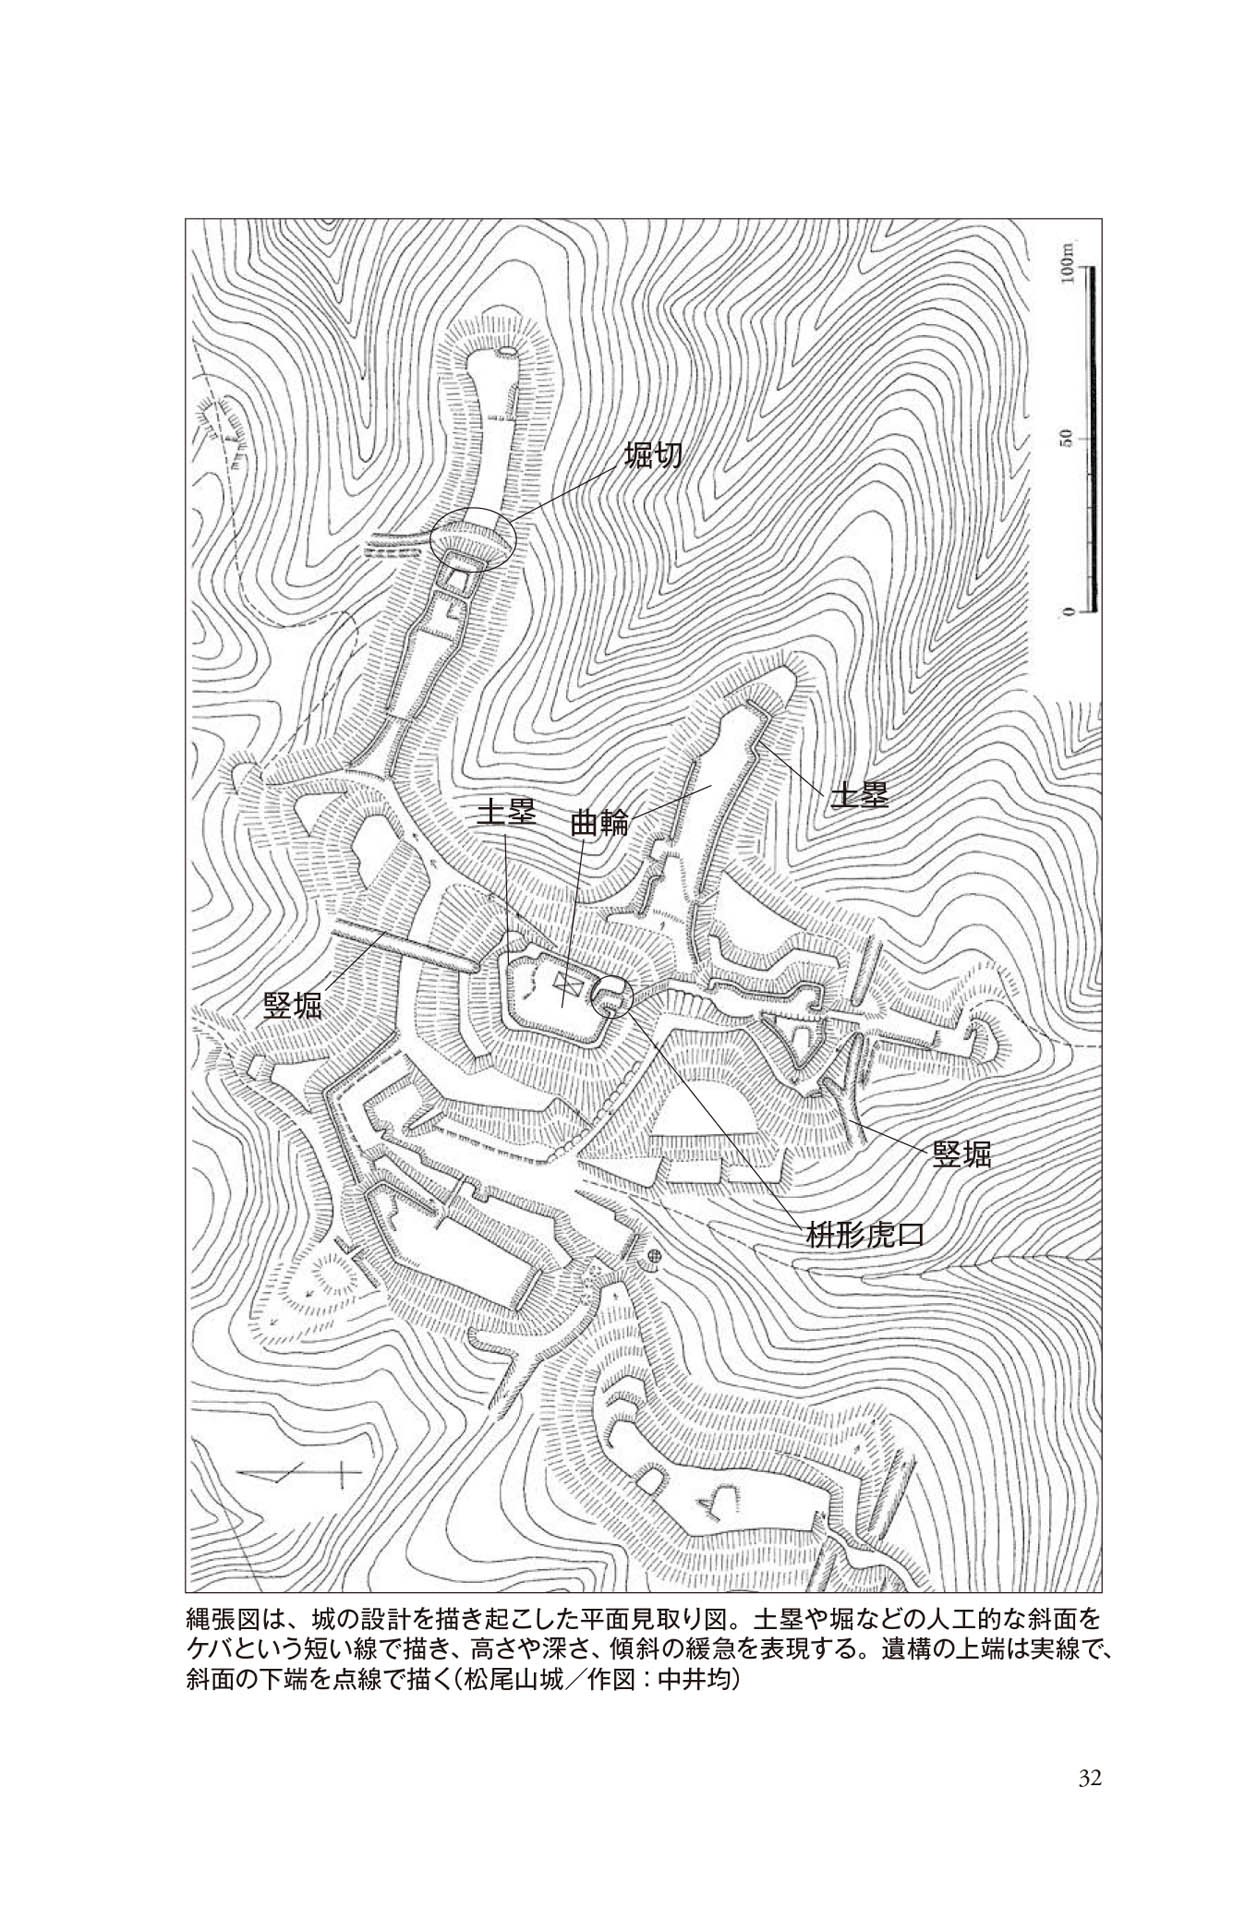 100m
50
0
堀切
土塁
土塁
曲輪
竪堀
竪堀
枡形虎口
縄張図は、城の設計を描き起こした平面見取り図。土塁や堀などの人工的な斜面を
ケバという短い線で描き、高さや深さ、傾斜の緩急を表現する。遺構の上端は実線で、
斜面の下端を点線で描く（松尾山城／作図：中井均）
32